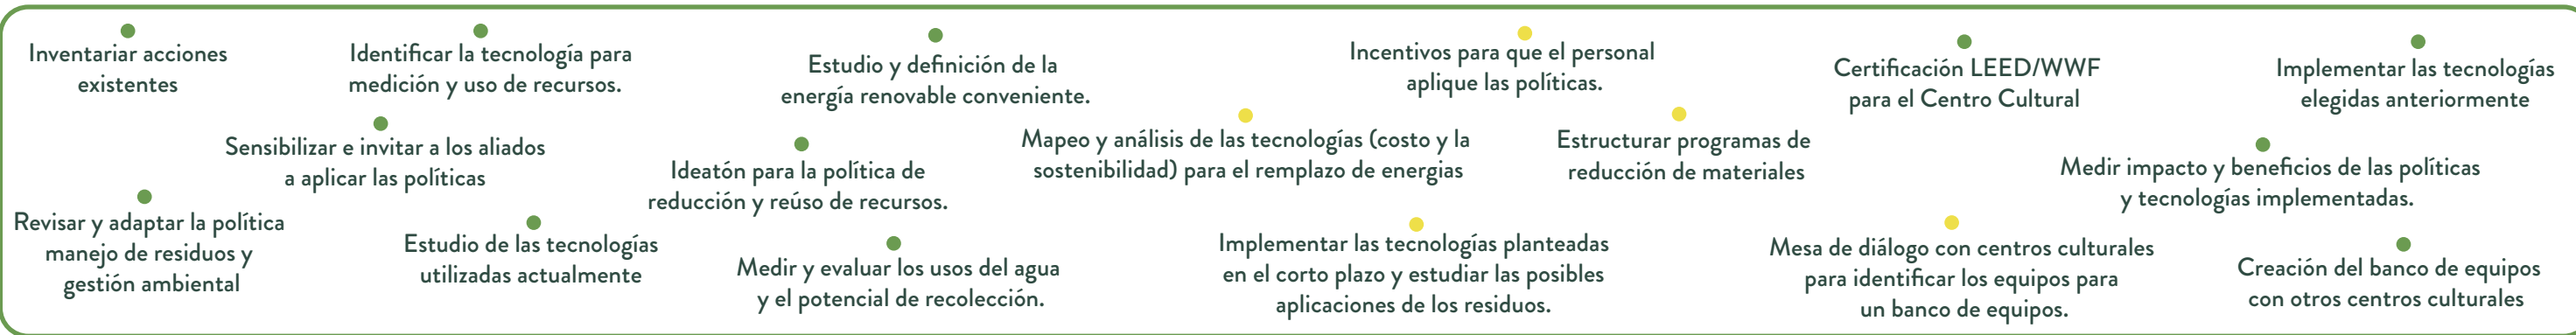 Inventariar acciones
existentes
Identificar la tecnología para
medición y uso de recursos.
Estudio y definición de la
energía renovable conveniente.
Incentivos para que el personal
aplique las políticas.
Certificación LEED/WWF
para el Centro Cultural
Implementar las tecnologías
elegidas anteriormente
Sensibilizar e invitar a los aliados
a aplicar las políticas
Ideatón para la política de
reducción y reúso de recursos.
Mapeo y análisis de las tecnologías (costo y la
sostenibilidad) para el remplazo de energias
Estructurar programas de
reducción de materiales
Medir impacto y beneficios de las políticas
y tecnologías implementadas.
Revisar y adaptar la política
manejo de residuos y
gestión ambiental
Estudio de las tecnologías
utilizadas actualmente
Medir y evaluar los usos del agua
y el potencial de recolección.
Implementar las tecnologías planteadas
en el corto plazo y estudiar las posibles
aplicaciones de los residuos.
Mesa de diálogo con centros culturales
para identificar los equipos para
un banco de equipos.
Creación del banco de equipos
con otros centros culturales